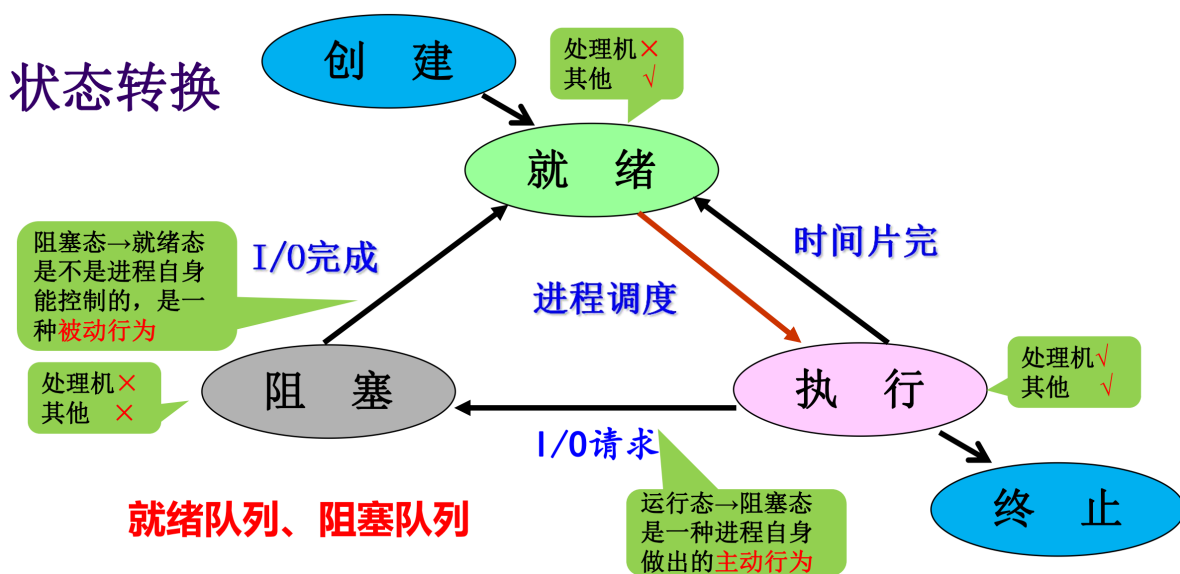 状态转换
创 建
处理机×
其他 √
就 绪
阻塞态→就绪态
是不是进程自身
能控制的，是一
种被动行为
I/O完成
进程调度
时间片完
处理机×
其他 ×
阻 塞
执 行
处理机√
其他 √
I/O请求
就绪队列、阻塞队列
运行态→阻塞态
是一种进程自身
做出的主动行为
终 止